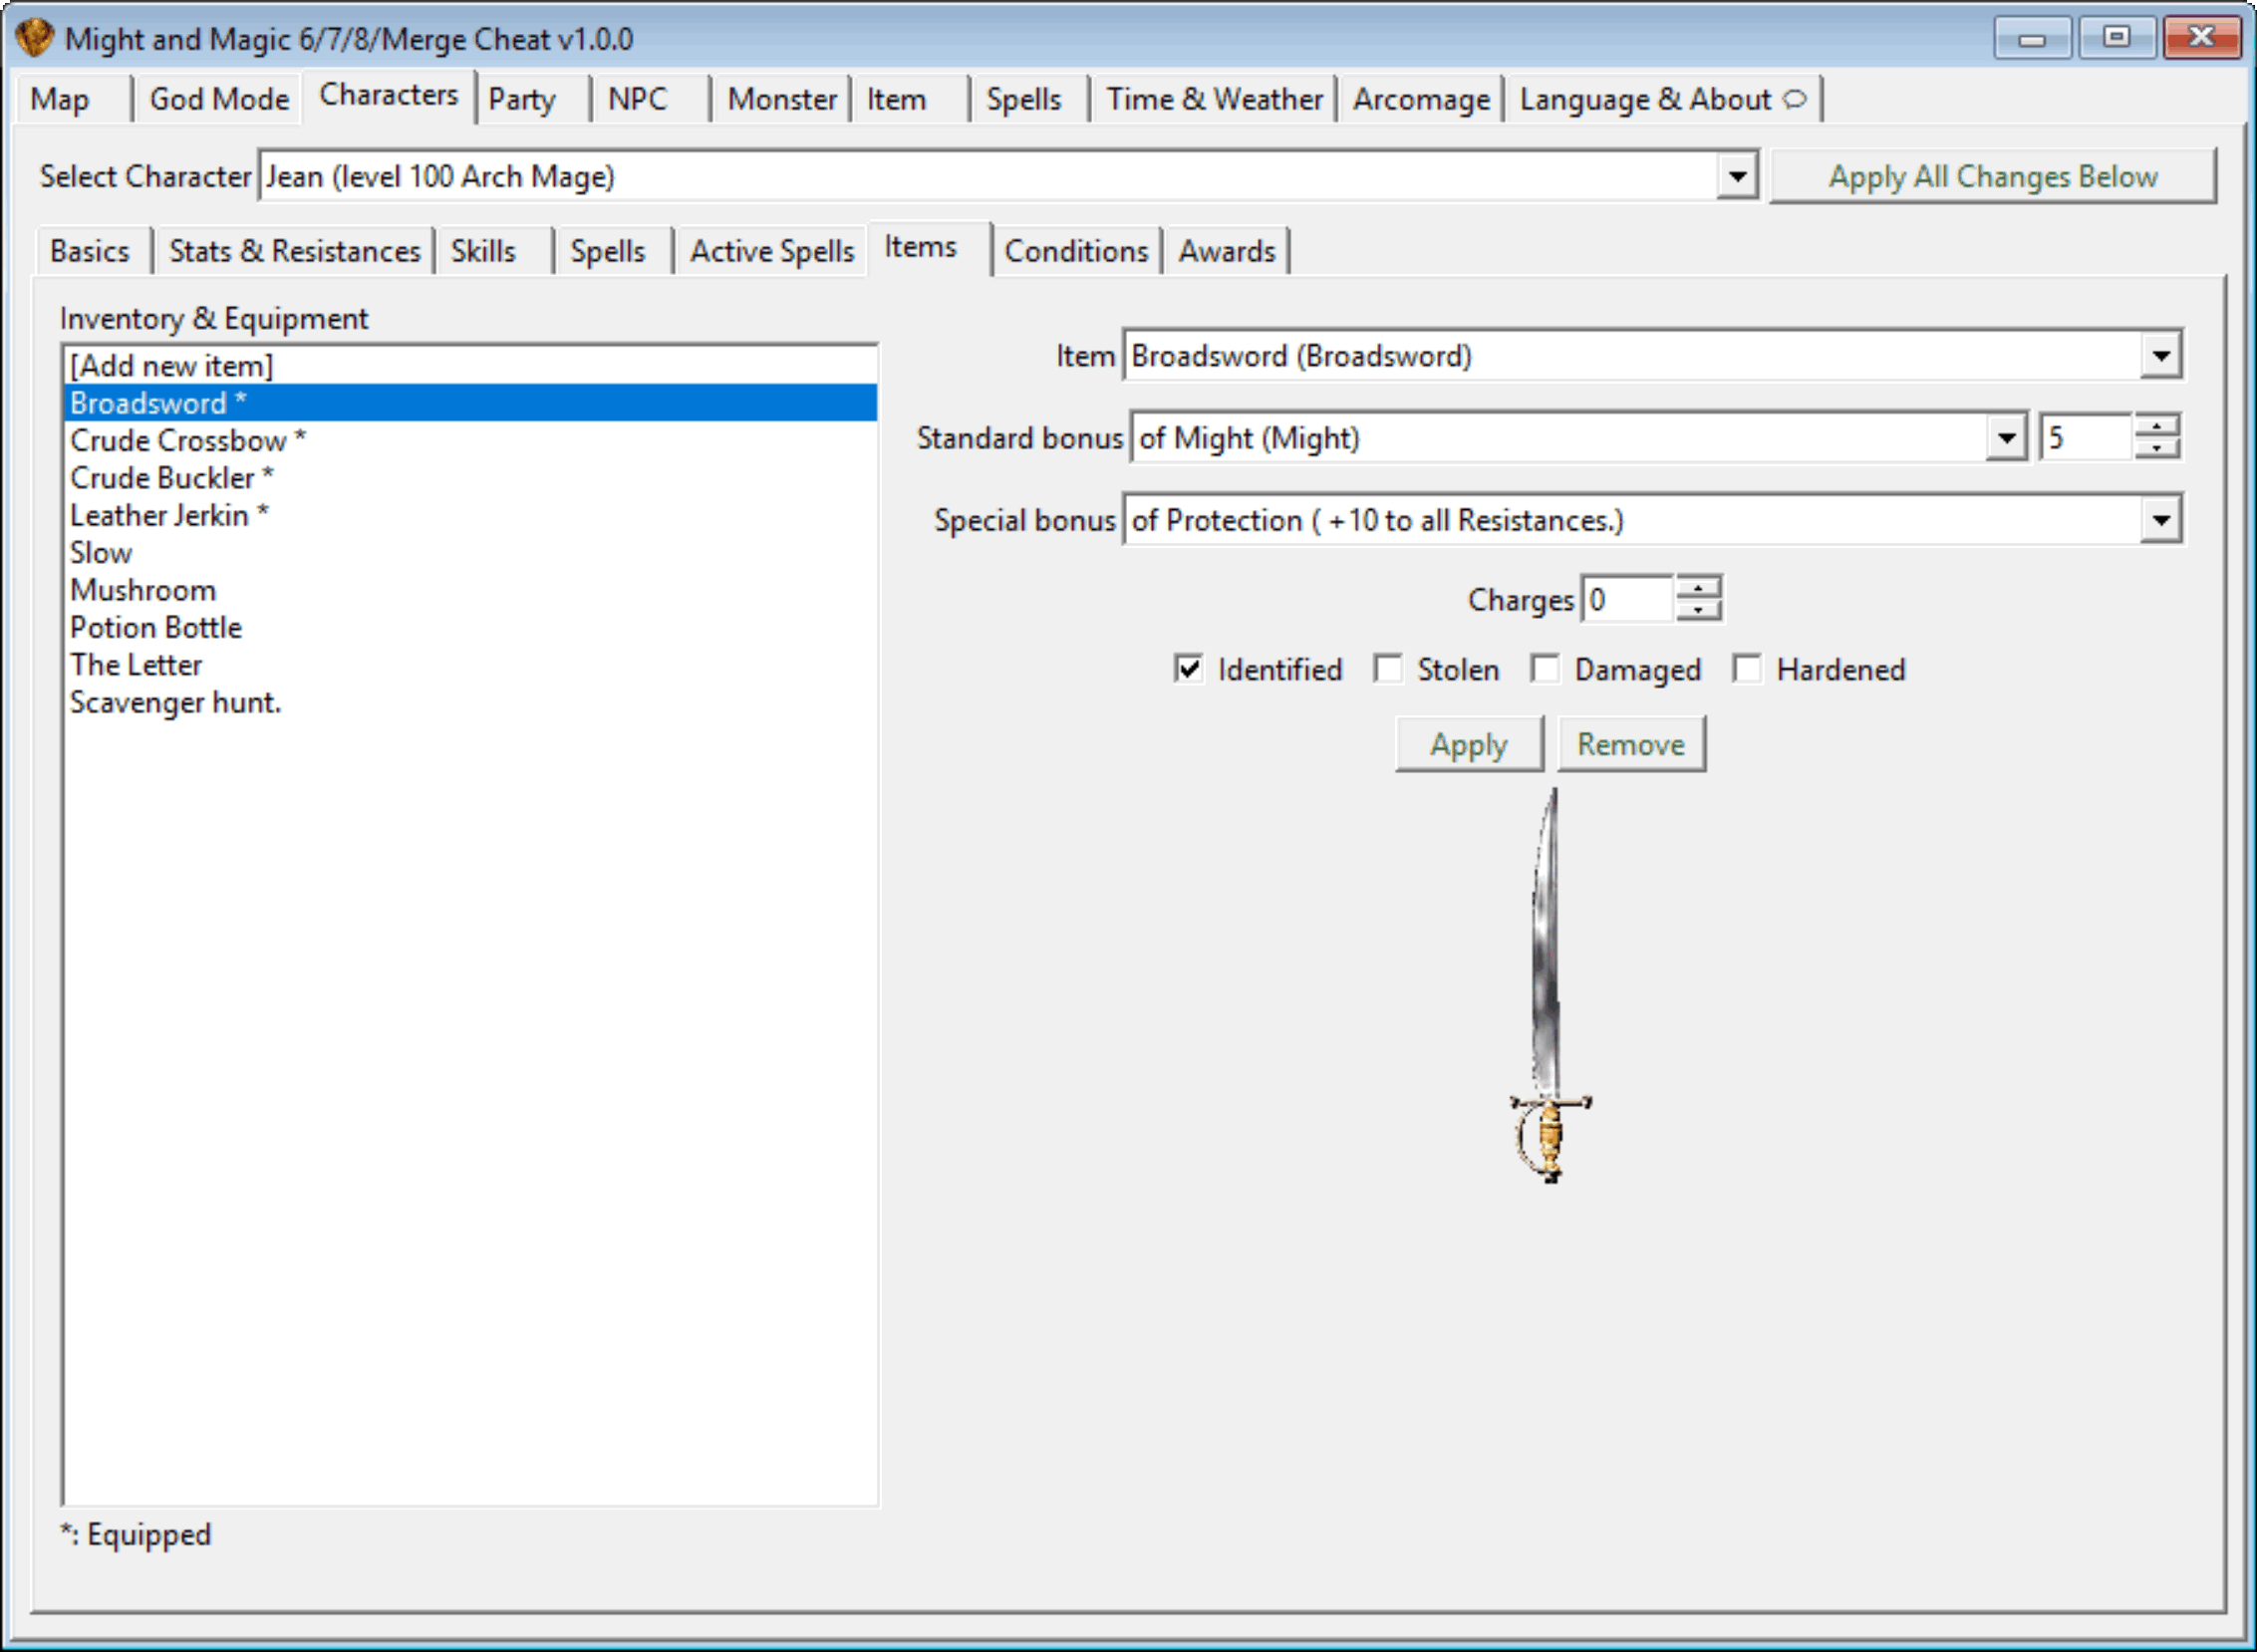 Might and Magic 6/7/8/Merge Cheat v1.0.0
Map God Mode Characters Party NPC Monster Item Spells Time & Weather Arcomage Language & About
Select Character Jean (level 100 Arch Mage) Apply All Changes Below
Basics Stats & Resistances Skills Spells Active Spells Items Conditions Awards
Inventory & Equipment
[Add new item]
Broadsword *
Crude Crossbow *
Crude Buckler *
Leather Jerkin *
Slow
Mushroom
Potion Bottle
The Letter
Scavenger hunt.
*: Equipped
Item Broadsword (Broadsword)
Standard bonus of Might (Might) 5
Special bonus of Protection ( +10 to all Resistances.)
Charges 0
Identified Stolen Damaged Hardened
Apply Remove